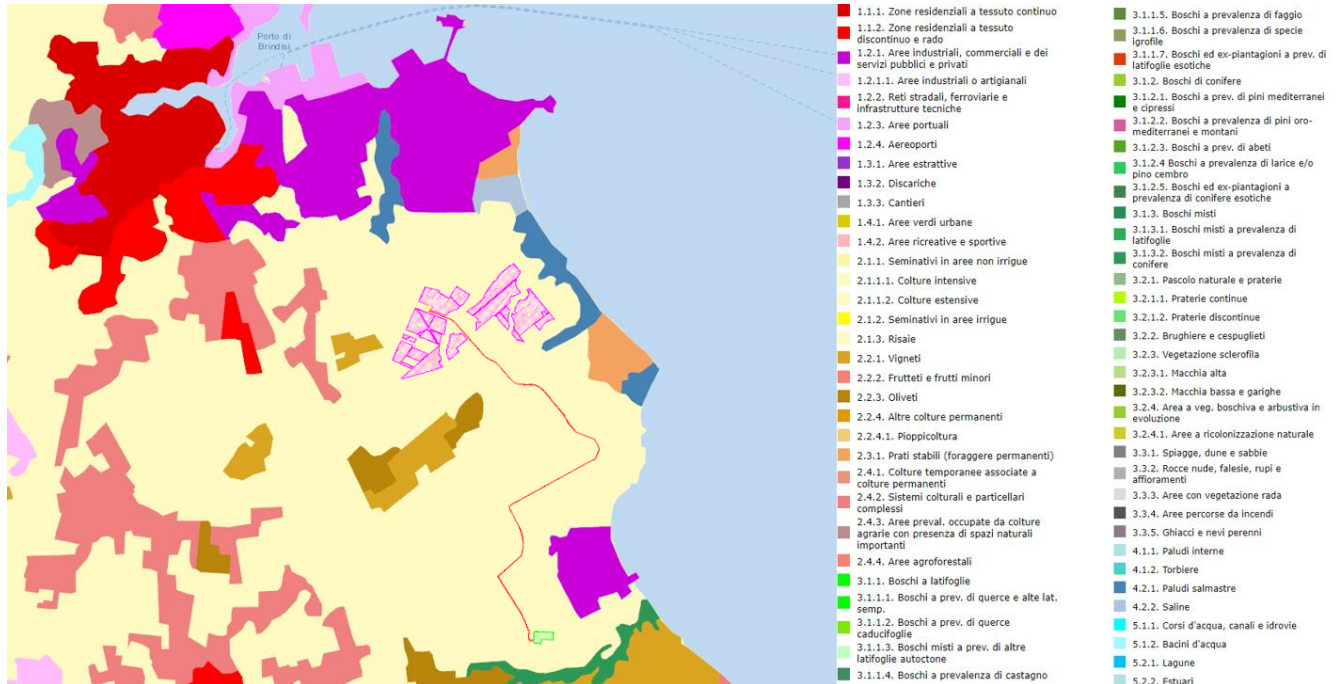 Porto di
Brindisi
1.1.1. Zone residenziali a tessuto continuo
1.1.2. Zone residenziali a tessuto
discontinuo e rado
1.2.1. Aree industriali, commerciali e dei
servizi pubblici e privati
1.2.1.1. Aree industriali o artigianali
1.2.2. Reti stradali, ferroviarie e
infrastrutture tecniche
1.2.3. Aree portuali
1.2.4. Aereoporti
1.3.1. Aree estrattive
1.3.2. Discariche
1.3.3. Cantieri
1.4.1. Aree verdi urbane
1.4.2. Aree ricreative e sportive
2.1.1. Seminativi in aree non irrigue
2.1.1.1. Colture intensive
2.1.1.2. Colture estensive
2.1.2. Seminativi in aree irrigue
2.1.3. Risaie
2.2.1. Vigneti
2.2.2. Frutteti e frutti minori
2.2.3. Oliveti
2.2.4. Altre colture permanenti
2.2.4.1. Pioppicoltura
2.3.1. Prati stabili (foraggere permanenti)
2.4.1. Colture temporanee associate a
colture permanenti
2.4.2. Sistemi colturali e particellari
complessi
2.4.3. Aree preval. occupate da colture
agrarie con presenza di spazi naturali
importanti
2.4.4. Aree agroforestali
3.1.1. Boschi a latifoglie
3.1.1.1. Boschi a prev. di querce e alte lat.
semp.
3.1.1.2. Boschi a prev. di querce
caducifoglie
3.1.1.3. Boschi misti a prev. di altre
latifoglie autoctone
3.1.1.4. Boschi a prevalenza di castagno
3.1.1.5. Boschi a prevalenza di faggio
3.1.1.6. Boschi a prevalenza di specie
igrofile
3.1.1.7. Boschi ed ex-piantagioni a prev. di
latifoglie esotiche
3.1.2. Boschi di conifere
3.1.2.1. Boschi a prev. di pini mediterranei
e cipressi
3.1.2.2. Boschi a prevalenza di pini oro-
mediterranei e montani
3.1.2.3. Boschi a prev. di abeti
3.1.2.4 Boschi a prevalenza di larice e/o
pino cembro
3.1.2.5. Boschi ed ex-piantagioni a
prevalenza di conifere esotiche
3.1.3. Boschi misti
3.1.3.1. Boschi misti a prevalenza di
latifoglie
3.1.3.2. Boschi misti a prevalenza di
conifere
3.2.1. Pascolo naturale e praterie
3.2.1.1. Praterie continue
3.2.1.2. Praterie discontinue
3.2.2. Brughiere e cespuglieti
3.2.3. Vegetazione sclerofila
3.2.3.1. Macchia alta
3.2.3.2. Macchia bassa e garighe
3.2.4. Area a veg. boschiva e arbustiva in
evoluzione
3.2.4.1. Aree a ricolonizzazione naturale
3.3.1. Spiagge, dune e sabbie
3.3.2. Rocce nude, falesie, rupi e
affioramenti
3.3.3. Aree con vegetazione rada
3.3.4. Aree percorse da incendi
3.3.5. Ghiacci e nevi perenni
4.1.1. Paludi interne
4.1.2. Torbiere
4.2.1. Paludi salmastre
4.2.2. Saline
5.1.1. Corsi d'acqua, canali e idrovie
5.1.2. Bacini d'acqua
5.2.1. Lagune
5.2.2. Estuari